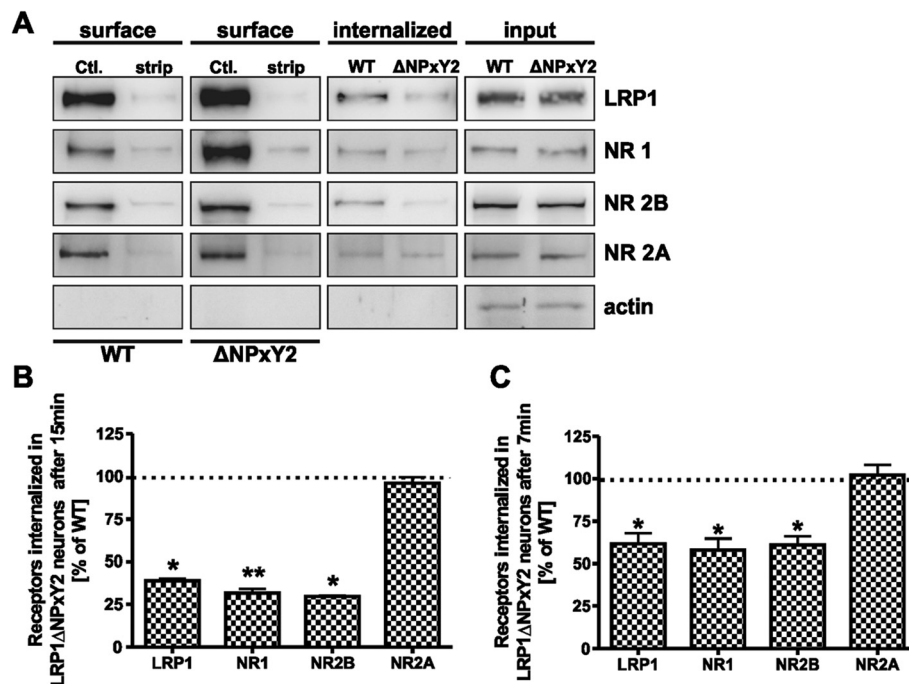 A
surface surface internalized input
Ctl. strip Ctl. strip WT ΔNPxY2 WT ΔNPxY2
LRP1
NR 1
NR 2B
NR 2A
actin
WT ΔNPxY2
B
Receptors internalized in
LRP1ΔNPxY2 neurons after 15min
[% of WT]
125
100
75
50
25
0
* ** *
LRP1 NR1 NR2B NR2A
C
Receptors internalized in
LRP1ΔNPxY2 neurons after 7min
[% of WT]
125
100
75
50
25
0
* * *
LRP1 NR1 NR2B NR2A